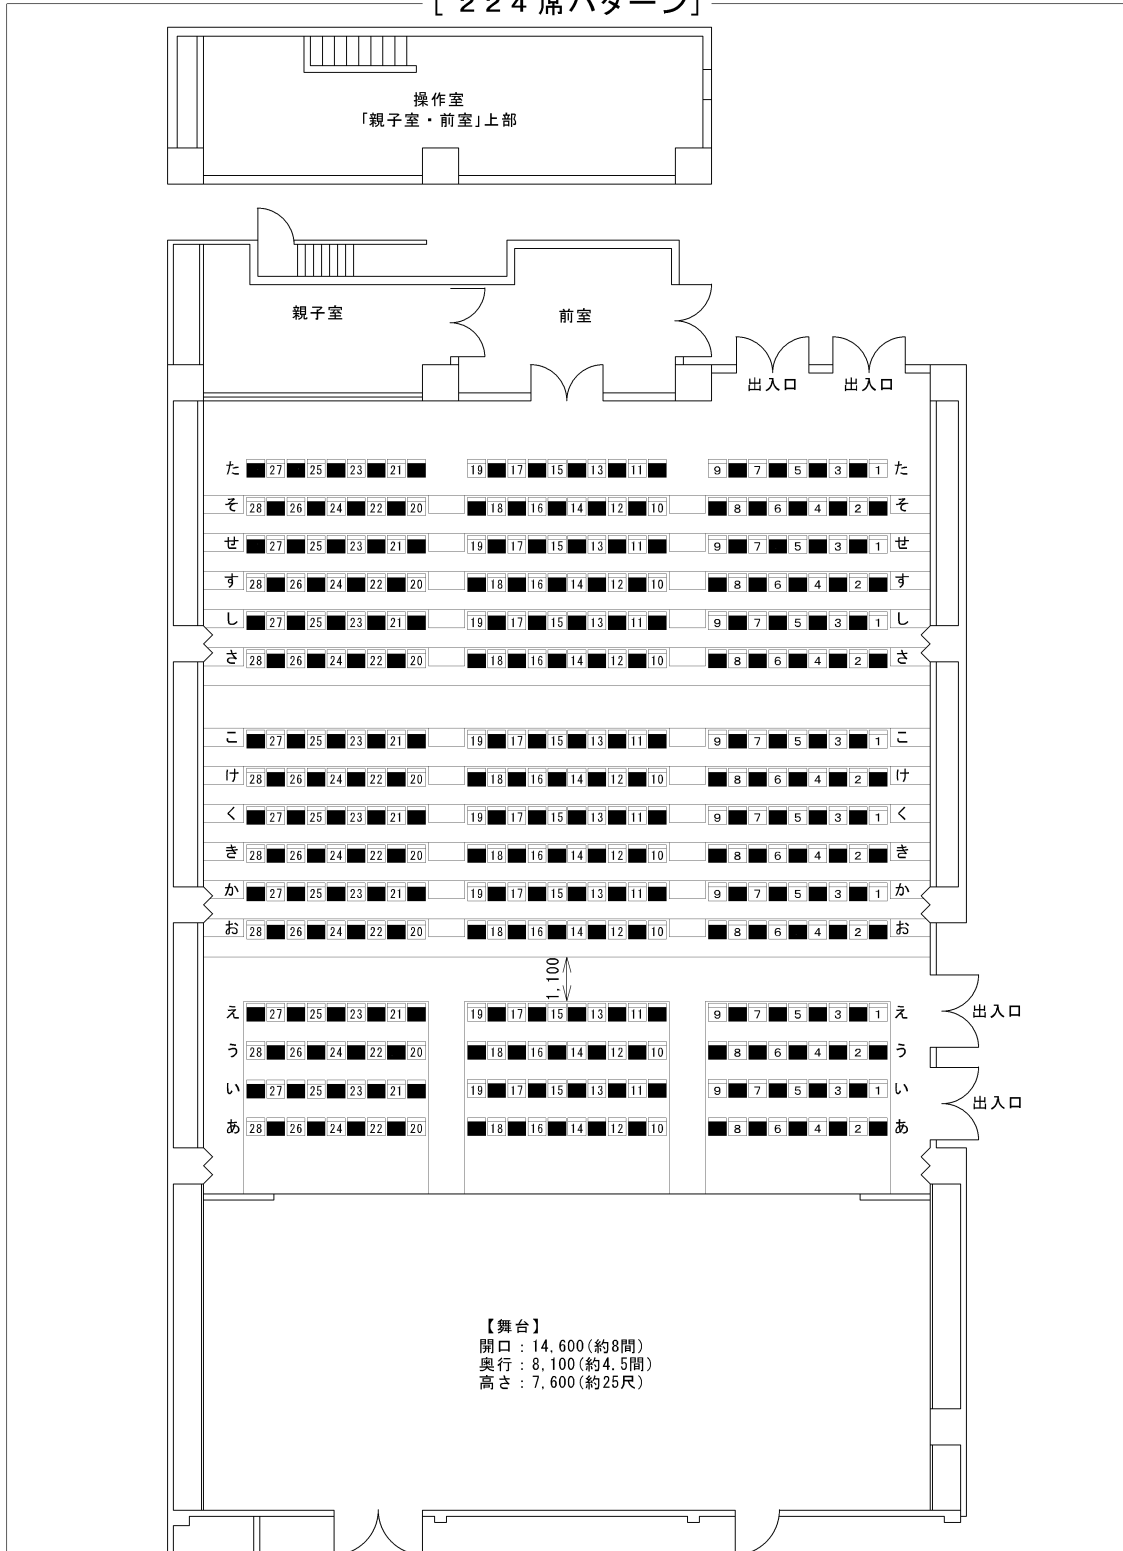 [２２４席パターン]
操作室
｢親子室・前室｣上部
親子室
前室
出入口 出入口
た 27 25 23 21 19 17 15 13 11 9 7 5 3 1 た
そ 28 26 24 22 20 18 16 14 12 10 8 6 4 2 そ
せ 27 25 23 21 19 17 15 13 11 9 7 5 3 1 せ
す 28 26 24 22 20 18 16 14 12 10 8 6 4 2 す
し 27 25 23 21 19 17 15 13 11 9 7 5 3 1 し
さ 28 26 24 22 20 18 16 14 12 10 8 6 4 2 さ
こ 27 25 23 21 19 17 15 13 11 9 7 5 3 1 こ
け 28 26 24 22 20 18 16 14 12 10 8 6 4 2 け
く 27 25 23 21 19 17 15 13 11 9 7 5 3 1 く
き 28 26 24 22 20 18 16 14 12 10 8 6 4 2 き
か 27 25 23 21 19 17 15 13 11 9 7 5 3 1 か
お 28 26 24 22 20 18 16 14 12 10 8 6 4 2 お
1,100
え 27 25 23 21 19 17 15 13 11 9 7 5 3 1 え
出入口
う 28 26 24 22 20 18 16 14 12 10 8 6 4 2 う
い 27 25 23 21 19 17 15 13 11 9 7 5 3 1 い
出入口
あ 28 26 24 22 20 18 16 14 12 10 8 6 4 2 あ
【舞台】
開口：14,600(約8間)
奥行：8,100(約4.5間)
高さ：7,600(約25尺)